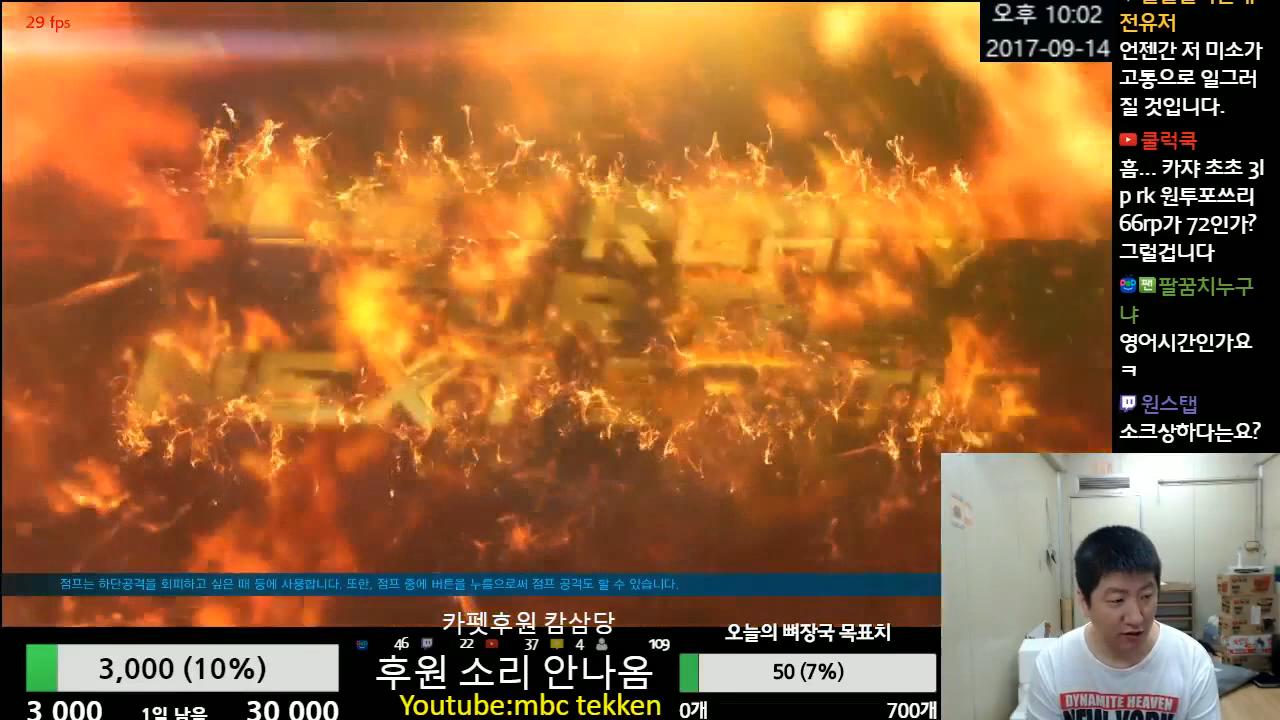 29 fps
오후 10:02
2017-09-14
전유저
언젠간 저 미소가
고통으로 일그러
질 것입니다.
쿨럭쿡
흠... 카쟈 초초 3l
p rk 원투포쓰리
66rp가 72인가?
그럴겁니다
팬 팔꿈치누구
냐
영어시간인가요
ㅋ
원스탭
소크상하다는요?
GET READY
FOR THE
NEXT BATTLE
점프는 하단공격을 회피하고 싶은 때 등에 사용합니다. 또한, 점프 중에 버튼을 누름으로써 점프 공격도 할 수 있습니다.
카펫후원 캄삼당
46 22 37 4 109
후원 소리 안나옴
Youtube:mbc tekken
3,000 (10%)
3 000 1일 남음 30 000
오늘의 뼈장국 목표치
50 (7%)
0개 700개
DYNAMITE HEAVEN
NEW YORK